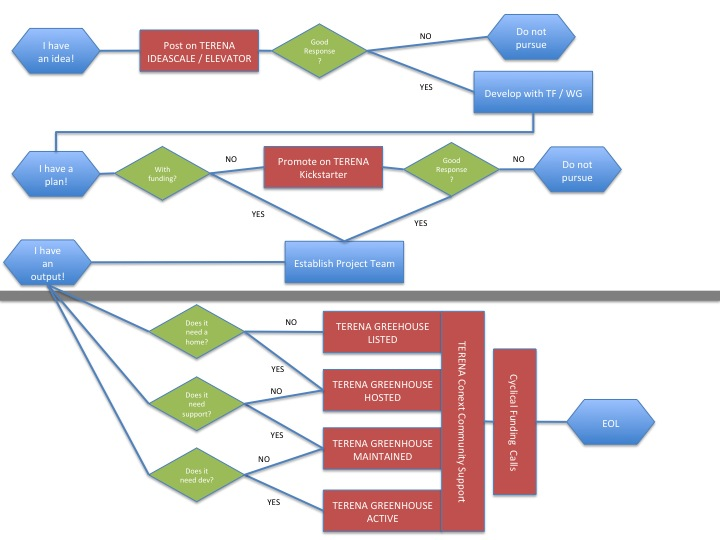 I have
an idea!
Post on TERENA
IDEASCALE / ELEVATOR
Good
Response
?
NO
Do not
pursue
YES
Develop with TF / WG
I have a
plan!
With
funding?
NO
Promote on TERENA
Kickstarter
Good
Response
?
NO
Do not
pursue
YES
YES
I have
an
output!
Establish Project Team
Does it
need a
home?
NO
TERENA GREEHOUSE
LISTED
YES
Does it
need
support?
NO
TERENA GREENHOUSE
HOSTED
YES
TERENA GREENHOUSE
MAINTAINED
Does it
need dev?
NO
YES
TERENA GREENHOUSE
ACTIVE
TERENA Conext Community Support
Cyclical Funding Calls
EOL